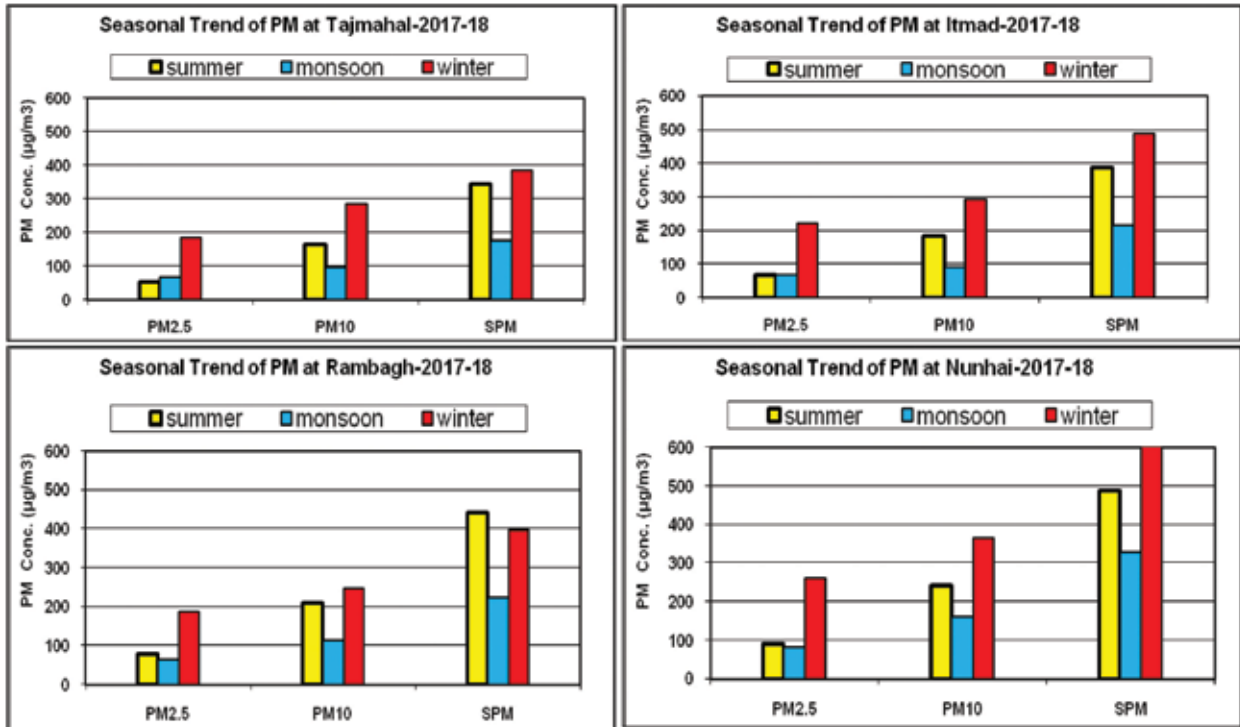 Seasonal Trend of PM at Tajmahal-2017-18
summer monsoon winter
PM Conc. (µg/m3)
600
500
400
300
200
100
0
PM2.5 PM10 SPM
Seasonal Trend of PM at Itmad-2017-18
summer monsoon winter
PM Conc. (µg/m3)
600
500
400
300
200
100
0
PM2.5 PM10 SPM
Seasonal Trend of PM at Rambagh-2017-18
summer monsoon winter
PM Conc. (µg/m3)
600
500
400
300
200
100
0
PM2.5 PM10 SPM
Seasonal Trend of PM at Nunhai-2017-18
summer monsoon winter
PM Conc. (µg/m3)
600
500
400
300
200
100
0
PM2.5 PM10 SPM